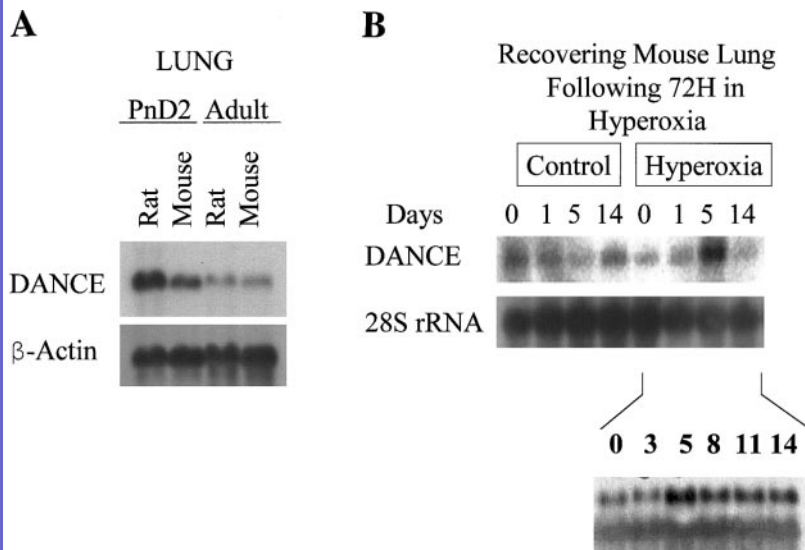 A
LUNG
PnD2 Adult
Rat Mouse Rat Mouse
DANCE
β-Actin
B
Recovering Mouse Lung
Following 72H in
Hyperoxia
Control Hyperoxia
Days 0 1 5 14 0 1 5 14
DANCE
28S rRNA
0 3 5 8 11 14